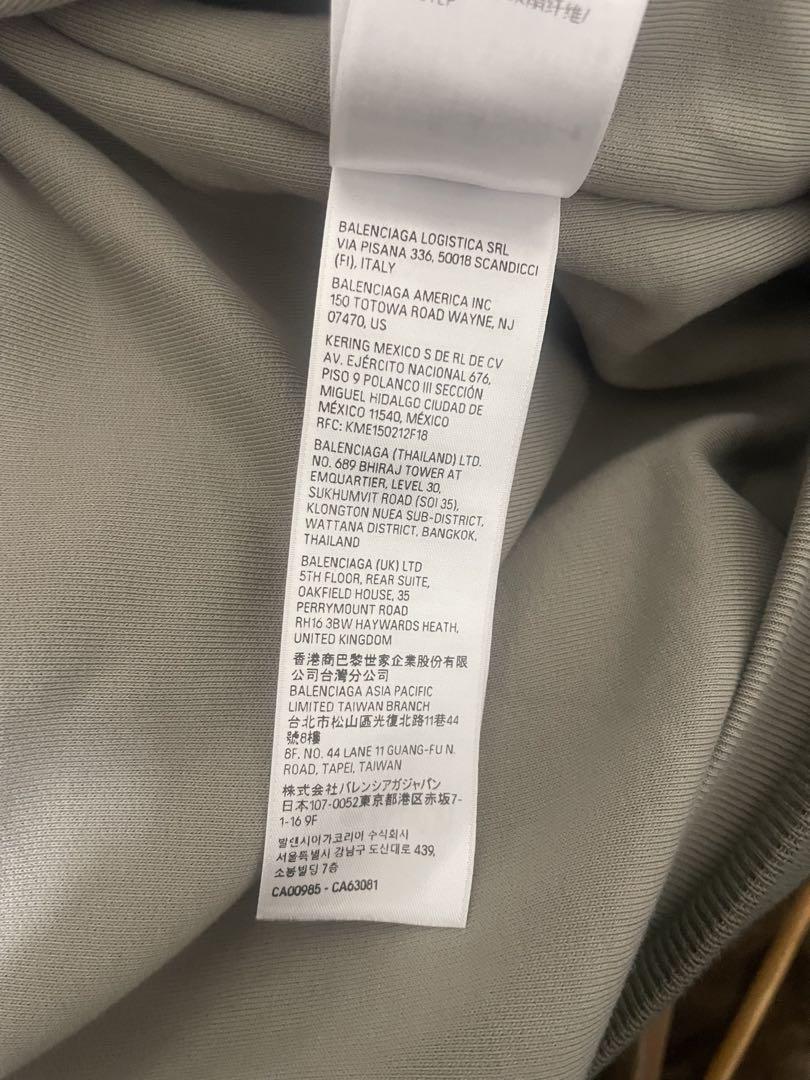 纤维/
BALENCIAGA LOGISTICA SRL
VIA PISANA 336, 50018 SCANDICCI
(FI), ITALY
BALENCIAGA AMERICA INC
150 TOTOWA ROAD WAYNE, NJ
07470, US
KERING MEXICO S DE RL DE CV
AV. EJÉRCITO NACIONAL 676,
PISO 9 POLANCO III SECCIÓN
MIGUEL HIDALGO CIUDAD DE
MÉXICO 11540, MÉXICO
RFC: KME150212F18
BALENCIAGA (THAILAND) LTD.
NO. 689 BHIRAJ TOWER AT
EMQUARTIER, LEVEL 30,
SUKHUMVIT ROAD (SOI 35),
KLONGTON NUEA SUB-DISTRICT,
WATTANA DISTRICT, BANGKOK,
THAILAND
BALENCIAGA (UK) LTD
5TH FLOOR, REAR SUITE,
OAKFIELD HOUSE, 35
PERRYMOUNT ROAD
RH16 3BW HAYWARDS HEATH,
UNITED KINGDOM
香港商巴黎世家企業股份有限
公司台灣分公司
BALENCIAGA ASIA PACIFIC
LIMITED TAIWAN BRANCH
台北市松山區光復北路11巷44
號8樓
8F. NO. 44 LANE 11 GUANG-FU N.
ROAD, TAPEI, TAIWAN
株式会社バレンシアガジャパン
日本107-0052東京都港区赤坂7-
1-16 9F
발렌시아가코리아 수식회사
서울특별시 강남구 도신대로 439,
소봉빌딩 7층
CA00985 - CA63081